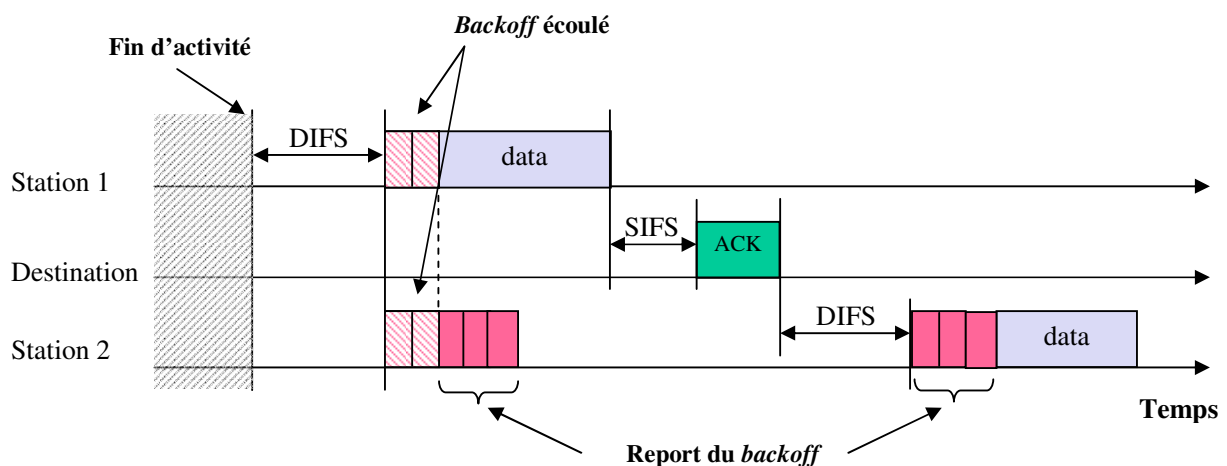 Backoff écoulé
Fin d'activité
DIFS
data
Station 1
SIFS
ACK
Destination
DIFS
data
Station 2
Temps
Report du backoff